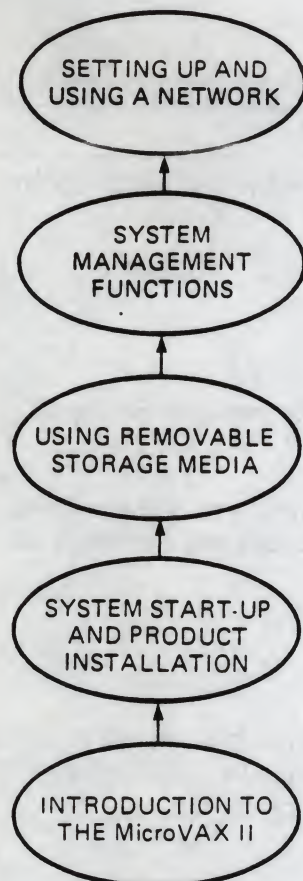 SETTING UP AND
USING A NETWORK
SYSTEM
MANAGEMENT
FUNCTIONS
USING REMOVABLE
STORAGE MEDIA
SYSTEM START-UP
AND PRODUCT
INSTALLATION
INTRODUCTION TO
THE MicroVAX II